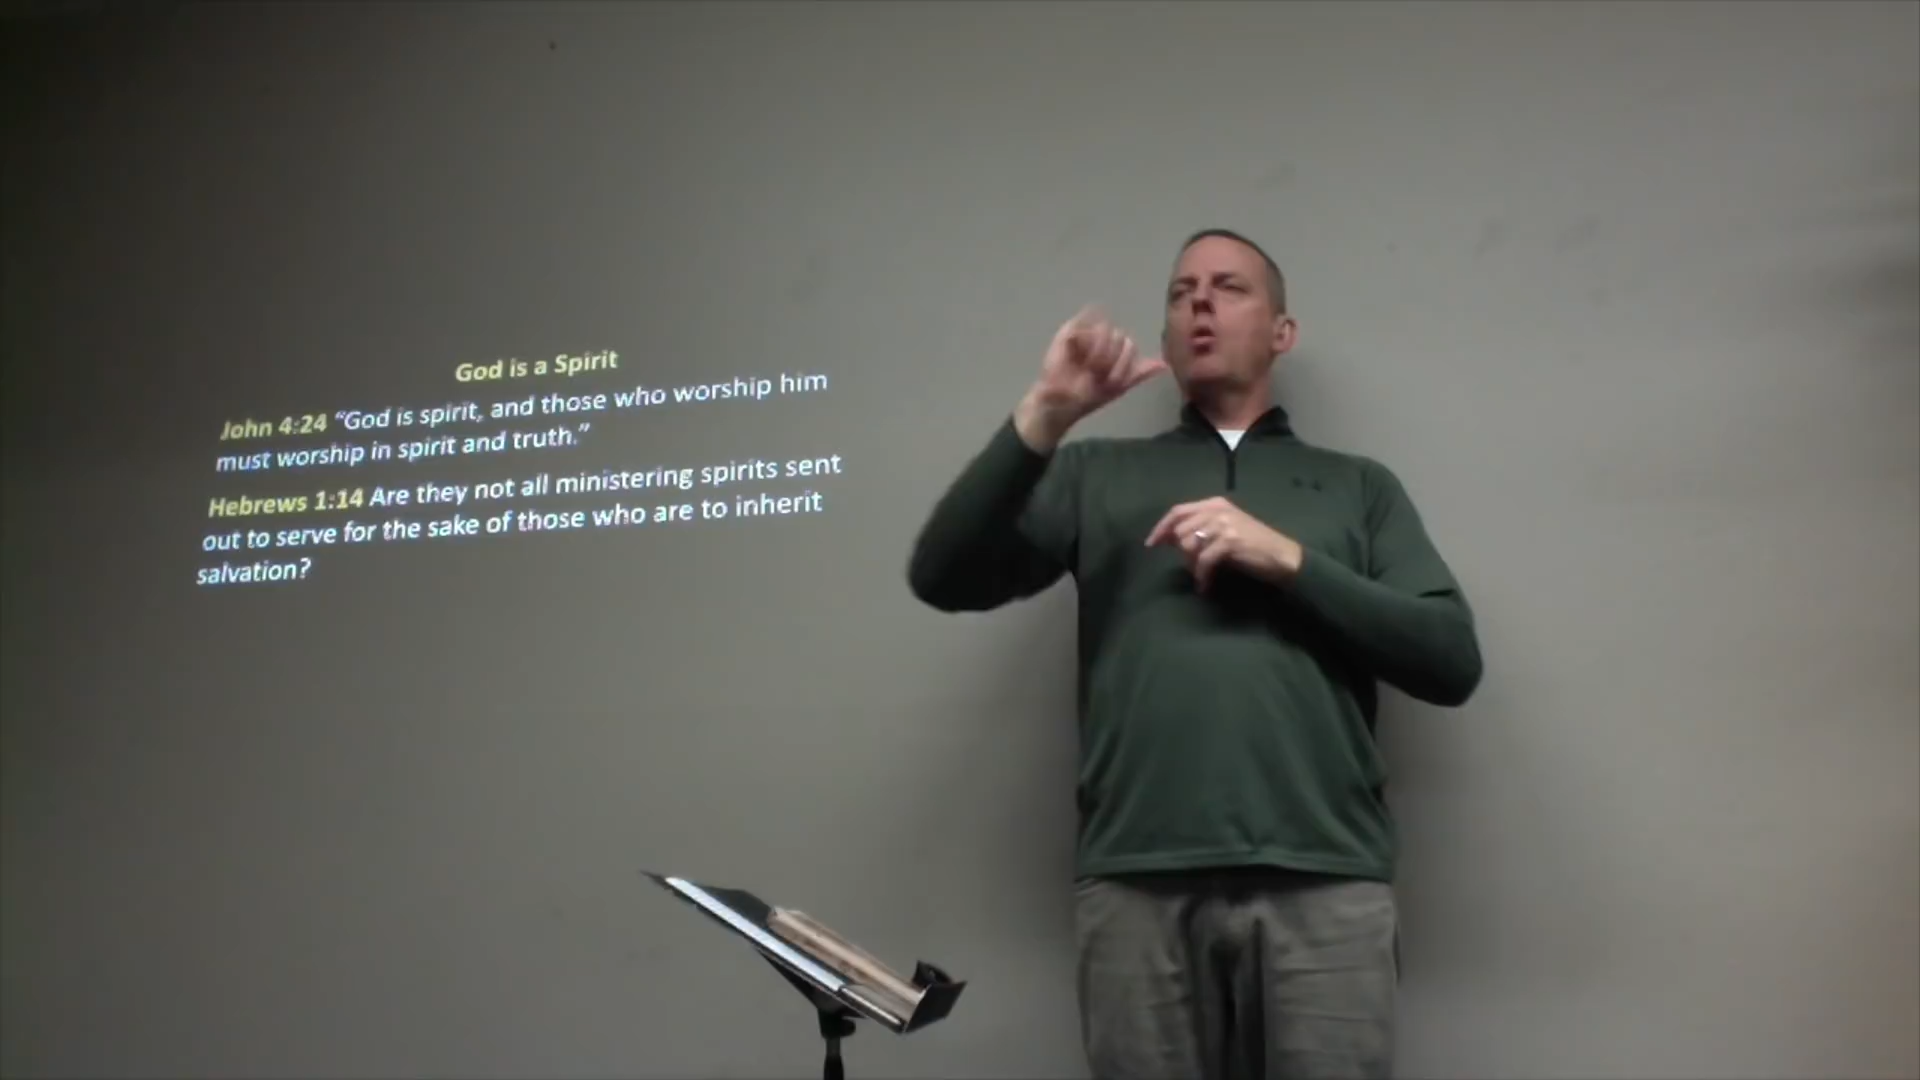 God is a Spirit
John 4:24 “God is spirit, and those who worship him
must worship in spirit and truth.”
Hebrews 1:14 Are they not all ministering spirits sent
out to serve for the sake of those who are to inherit
salvation?